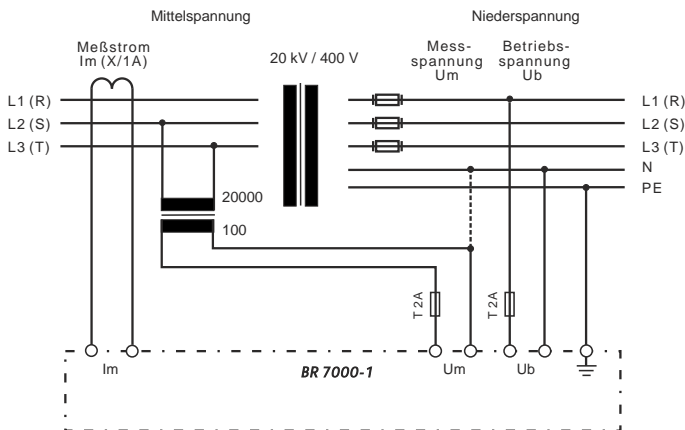 Mittelspannung
Niederspannung
Meßstrom
Im (X/1A)
20 kV / 400 V
Mess-
spannung
Um
Betriebs-
spannung
Ub
L1 (R)
L2 (S)
L3 (T)
L1 (R)
L2 (S)
L3 (T)
N
PE
20000
100
T 2A
T 2A
Im
BR 7000-1
Um
Ub